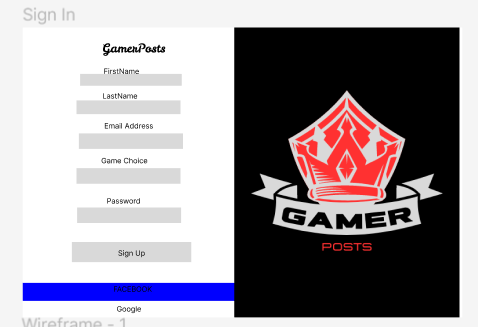 Sign In
GamerPosts
FirstName
LastName
Email Address
Game Choice
Password
Sign Up
FACEBOOK
Google
GAMER
POSTS
Wireframe - 1